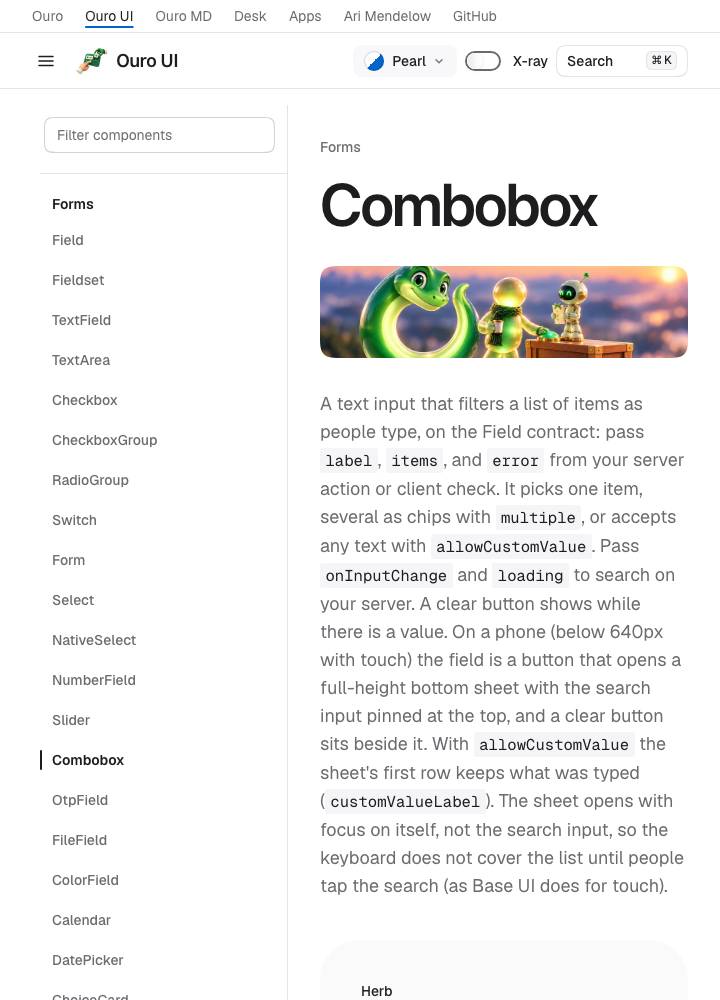 Ouro Ouro UI Ouro MD Desk Apps Ari Mendelow GitHub
Ouro UI Pearl X-ray Search ⌘ K
Filter components
Forms
Field
Fieldset
TextField
TextArea
Checkbox
CheckboxGroup
RadioGroup
Switch
Form
Select
NativeSelect
NumberField
Slider
Combobox
OtpField
FileField
ColorField
Calendar
DatePicker
ChoiceCard
Forms
Combobox
A text input that filters a list of items as
people type, on the Field contract: pass
label, items, and error from your server
action or client check. It picks one item,
several as chips with multiple, or accepts
any text with allowCustomValue. Pass
onInputChange and loading to search on
your server. A clear button shows while
there is a value. On a phone (below 640px
with touch) the field is a button that opens a
full-height bottom sheet with the search
input pinned at the top, and a clear button
sits beside it. With allowCustomValue the
sheet's first row keeps what was typed
(customValueLabel). The sheet opens with
focus on itself, not the search input, so the
keyboard does not cover the list until people
tap the search (as Base UI does for touch).
Herb